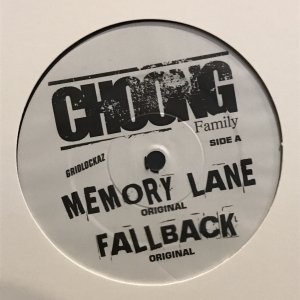 CHOONG
Family
SIDE A
GRIDLOCKAZ
MEMORY LANE
ORIGINAL
FALLBACK
ORIGINAL